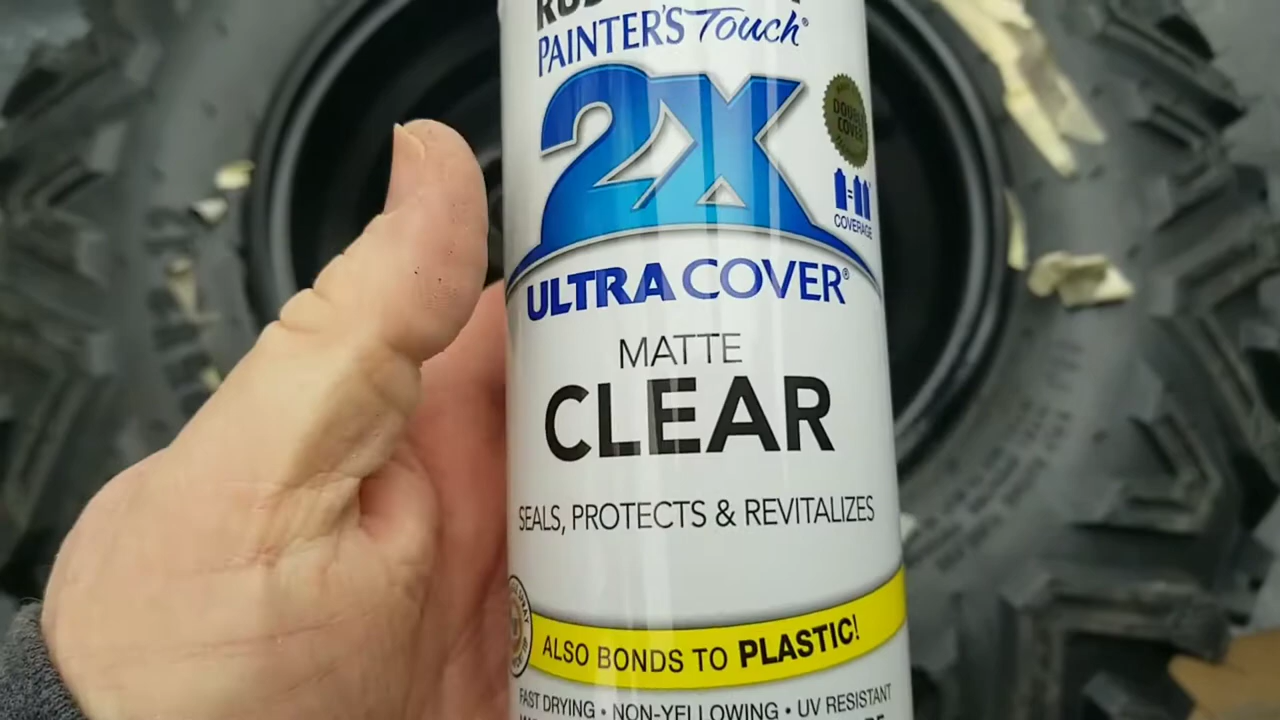 PAINTER'S Touch®
2X
DOUBLE
COVER
1=
COVERAGE
ULTRA COVER®
MATTE
CLEAR
SEALS, PROTECTS & REVITALIZES
ALSO BONDS TO PLASTIC!
FAST DRYING • NON-YELLOWING • UV RESISTANT